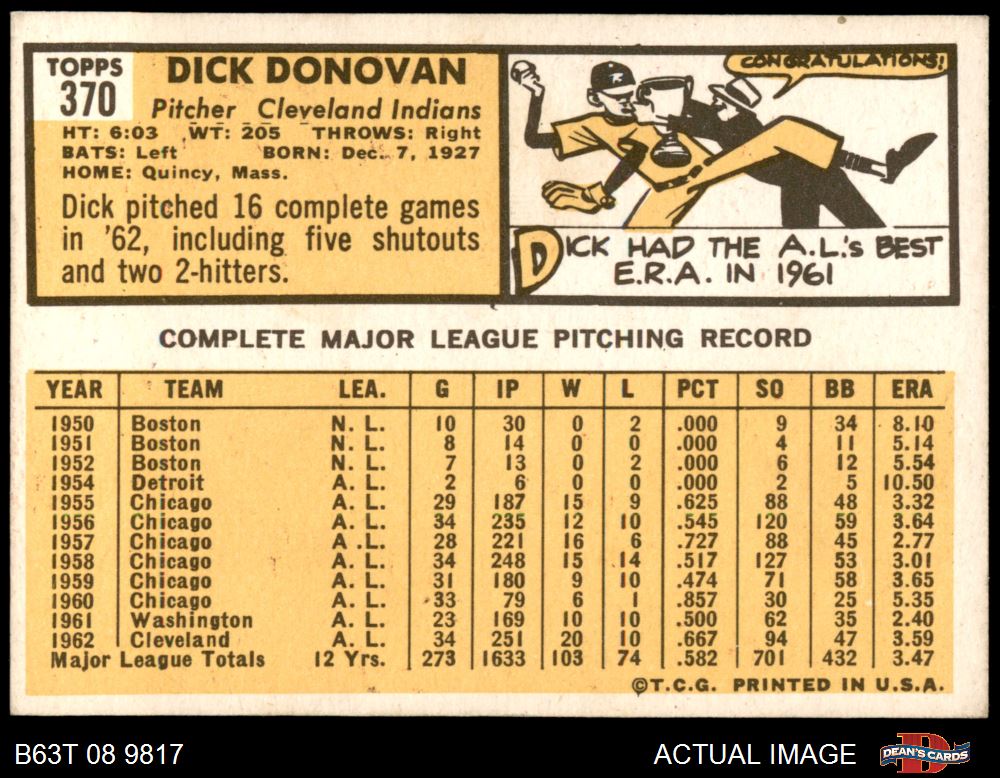 TOPPS
370
DICK DONOVAN
Pitcher Cleveland Indians
HT: 6:03 WT: 205 THROWS: Right
BATS: Left BORN: Dec. 7, 1927
HOME: Quincy, Mass.
Dick pitched 16 complete games
in '62, including five shutouts
and two 2-hitters.
CONGRATULATIONS!
DICK HAD THE A.L.'s BEST
E.R.A. IN 1961
COMPLETE MAJOR LEAGUE PITCHING RECORD
YEAR TEAM LEA. G IP W L PCT SO BB ERA
1950 Boston N. L. 10 30 0 2 .000 9 34 8.10
1951 Boston N. L. 8 14 0 0 .000 4 11 5.14
1952 Boston N. L. 7 13 0 2 .000 6 12 5.54
1954 Detroit A. L. 2 6 0 0 .000 2 5 10.50
1955 Chicago A. L. 29 187 15 9 .625 88 48 3.32
1956 Chicago A. L. 34 235 12 10 .545 120 59 3.64
1957 Chicago A .L. 28 221 16 6 .727 88 45 2.77
1958 Chicago A. L. 34 248 15 14 .517 127 53 3.01
1959 Chicago A. L. 31 180 9 10 .474 71 58 3.65
1960 Chicago A. L. 33 79 6 1 .857 30 25 5.35
1961 Washington A. L. 23 169 10 10 .500 62 35 2.40
1962 Cleveland A. L. 34 251 20 10 .667 94 47 3.59
Major League Totals 12 Yrs. 273 1633 103 74 .582 701 432 3.47
©T.C.G. PRINTED IN U.S.A.
B63T 08 9817 ACTUAL IMAGE DEAN'S CARDS